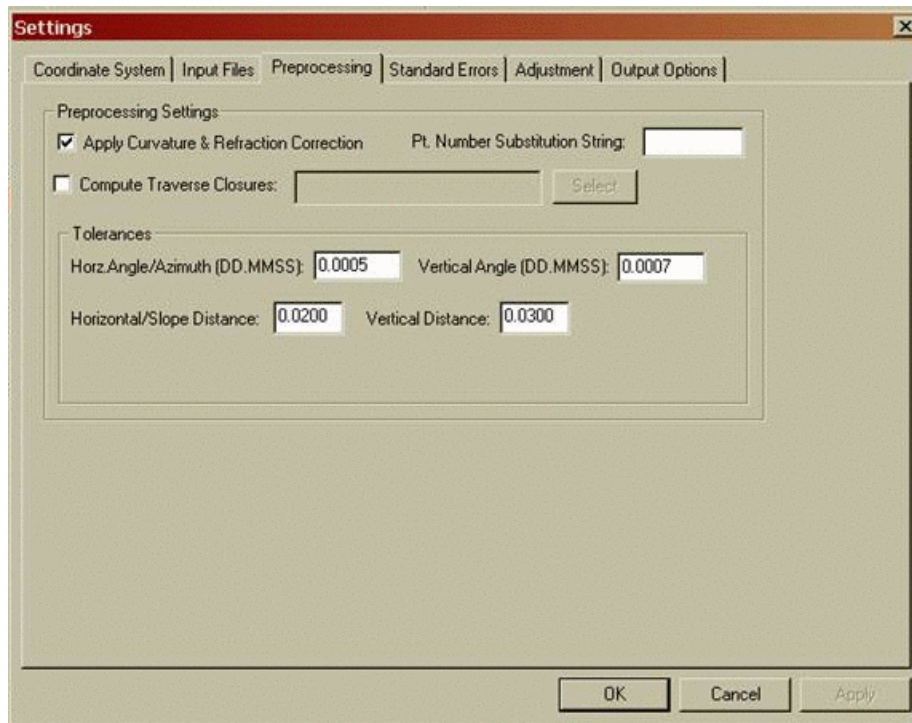 Settings
Coordinate System | Input Files | Preprocessing | Standard Errors | Adjustment | Output Options
Preprocessing Settings
Apply Curvature & Refraction Correction Pt. Number Substitution String:
Compute Traverse Closures: Select
Tolerances
Horz.Angle/Azimuth (DD.MMSS): 0.0005 Vertical Angle (DD.MMSS): 0.0007
Horizontal/Slope Distance: 0.0200 Vertical Distance: 0.0300
OK Cancel Apply